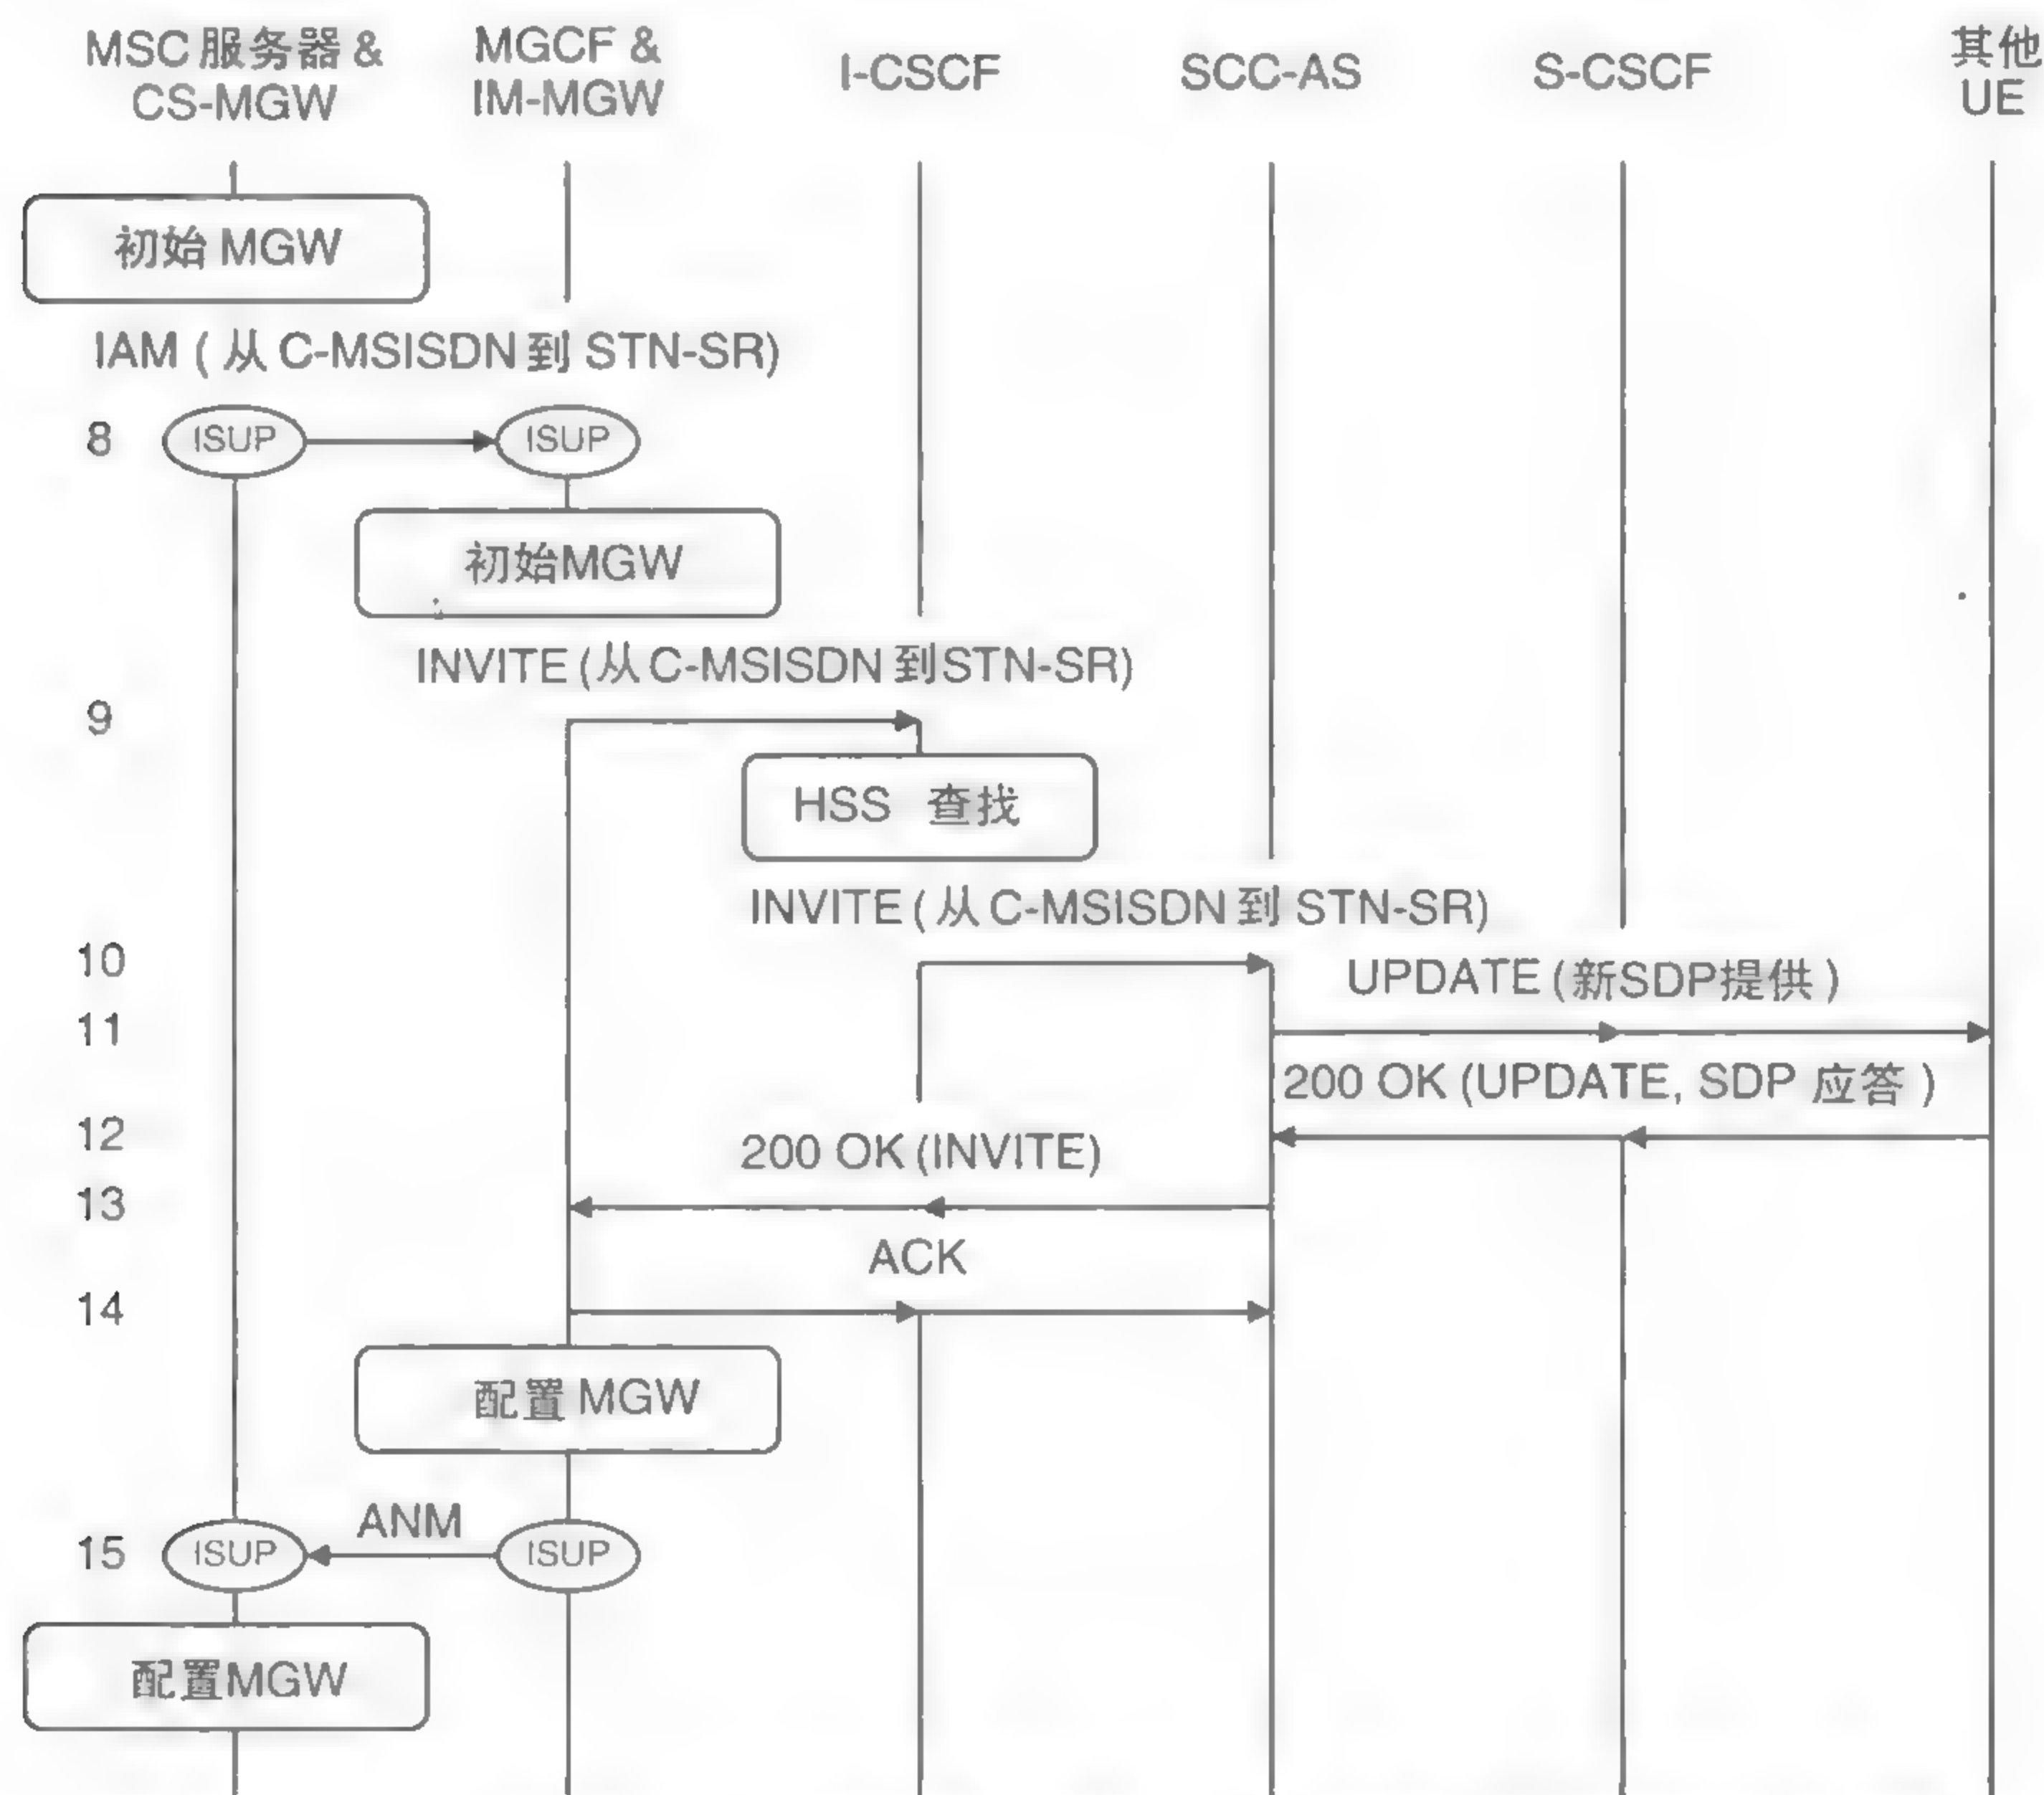 MSC服务器 &
CS-MGW
MGCF &
IM-MGW
I-CSCF
SCC-AS
S-CSCF
其他
UE
初始 MGW
IAM ( 从 C-MSISDN 到 STN-SR)
8
ISUP
ISUP
初始MGW
INVITE (从 C-MSISDN 到STN-SR)
9
HSS 查找
INVITE ( 从 C-MSISDN 到 STN-SR)
10
UPDATE (新SDP提供 )
11
200 OK (UPDATE, SDP 应答 )
12
200 OK (INVITE)
13
ACK
14
配置 MGW
ANM
15
ISUP
ISUP
配置MGW